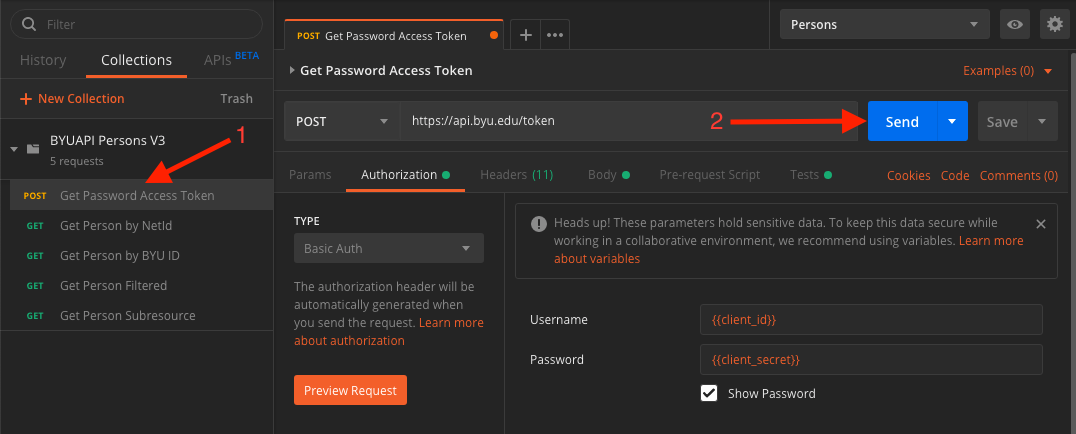 Filter
History Collections APIs BETA
+ New Collection Trash
BYUAPI Persons V3
5 requests
1
POST Get Password Access Token
GET Get Person by NetId
GET Get Person by BYU ID
GET Get Person Filtered
GET Get Person Subresource
POST Get Password Access Token
+ •••
Persons
Get Password Access Token
Examples (0)
POST https://api.byu.edu/token
2
Send Save
Params Authorization Headers (11) Body Pre-request Script Tests
Cookies Code Comments (0)
TYPE
Basic Auth
The authorization header will be
automatically generated when
you send the request. Learn more
about authorization
Preview Request
Heads up! These parameters hold sensitive data. To keep this data secure while
working in a collaborative environment, we recommend using variables. Learn more
about variables
Username {{client_id}}
Password {{client_secret}}
Show Password